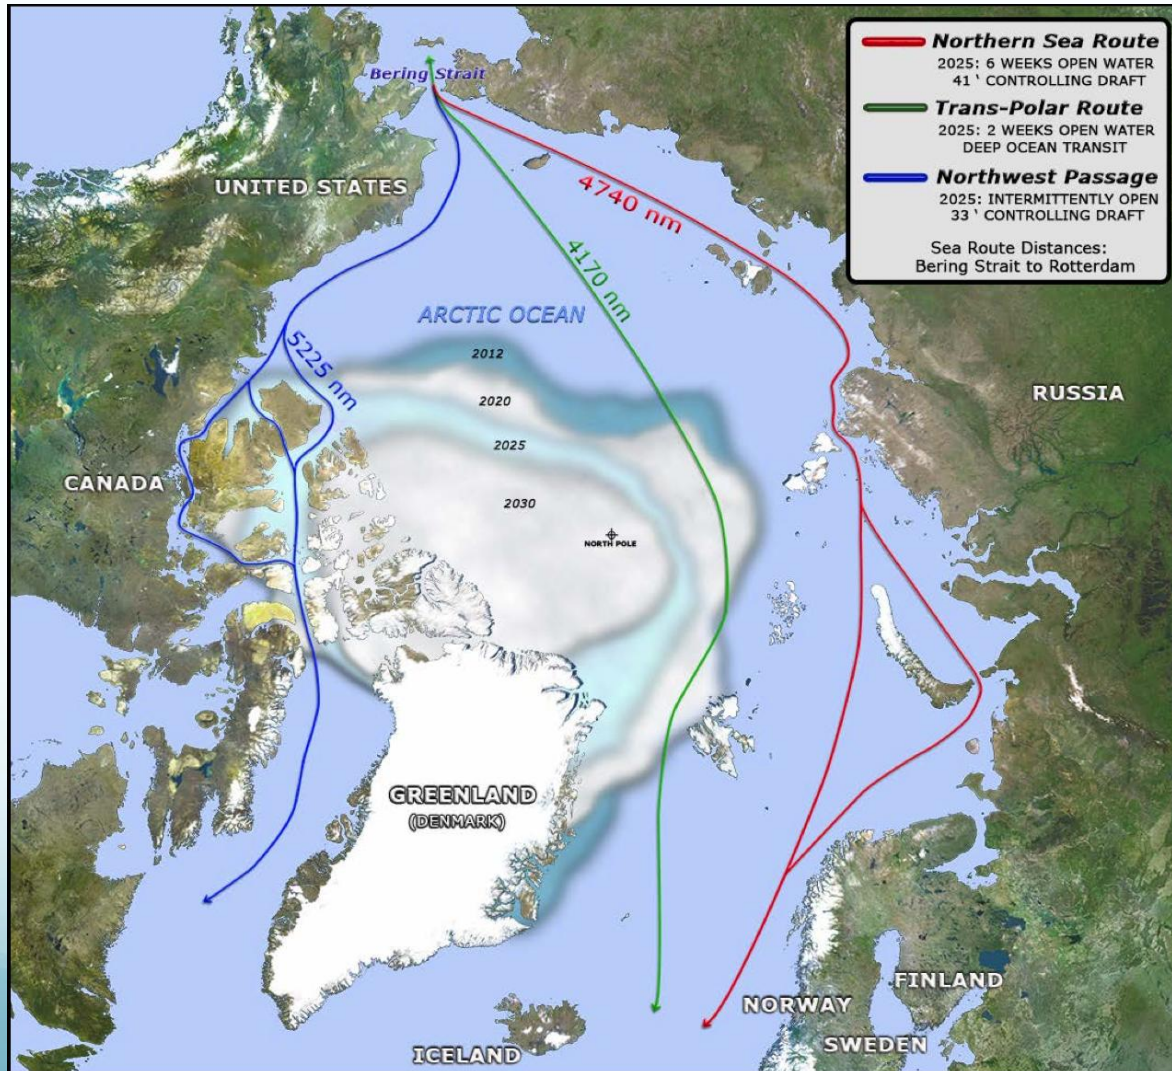 Northern Sea Route
2025: 6 WEEKS OPEN WATER
41' CONTROLLING DRAFT
Trans-Polar Route
2025: 2 WEEKS OPEN WATER
DEEP OCEAN TRANSIT
Northwest Passage
2025: INTERMITTENTLY OPEN
33' CONTROLLING DRAFT
Sea Route Distances:
Bering Strait to Rotterdam
Bering Strait
UNITED STATES
4740 nm
4170 nm
ARCTIC OCEAN
5225 nm
2012
2020
2025
2030
NORTH POLE
RUSSIA
CANADA
GREENLAND
(DENMARK)
FINLAND
NORWAY
SWEDEN
ICELAND